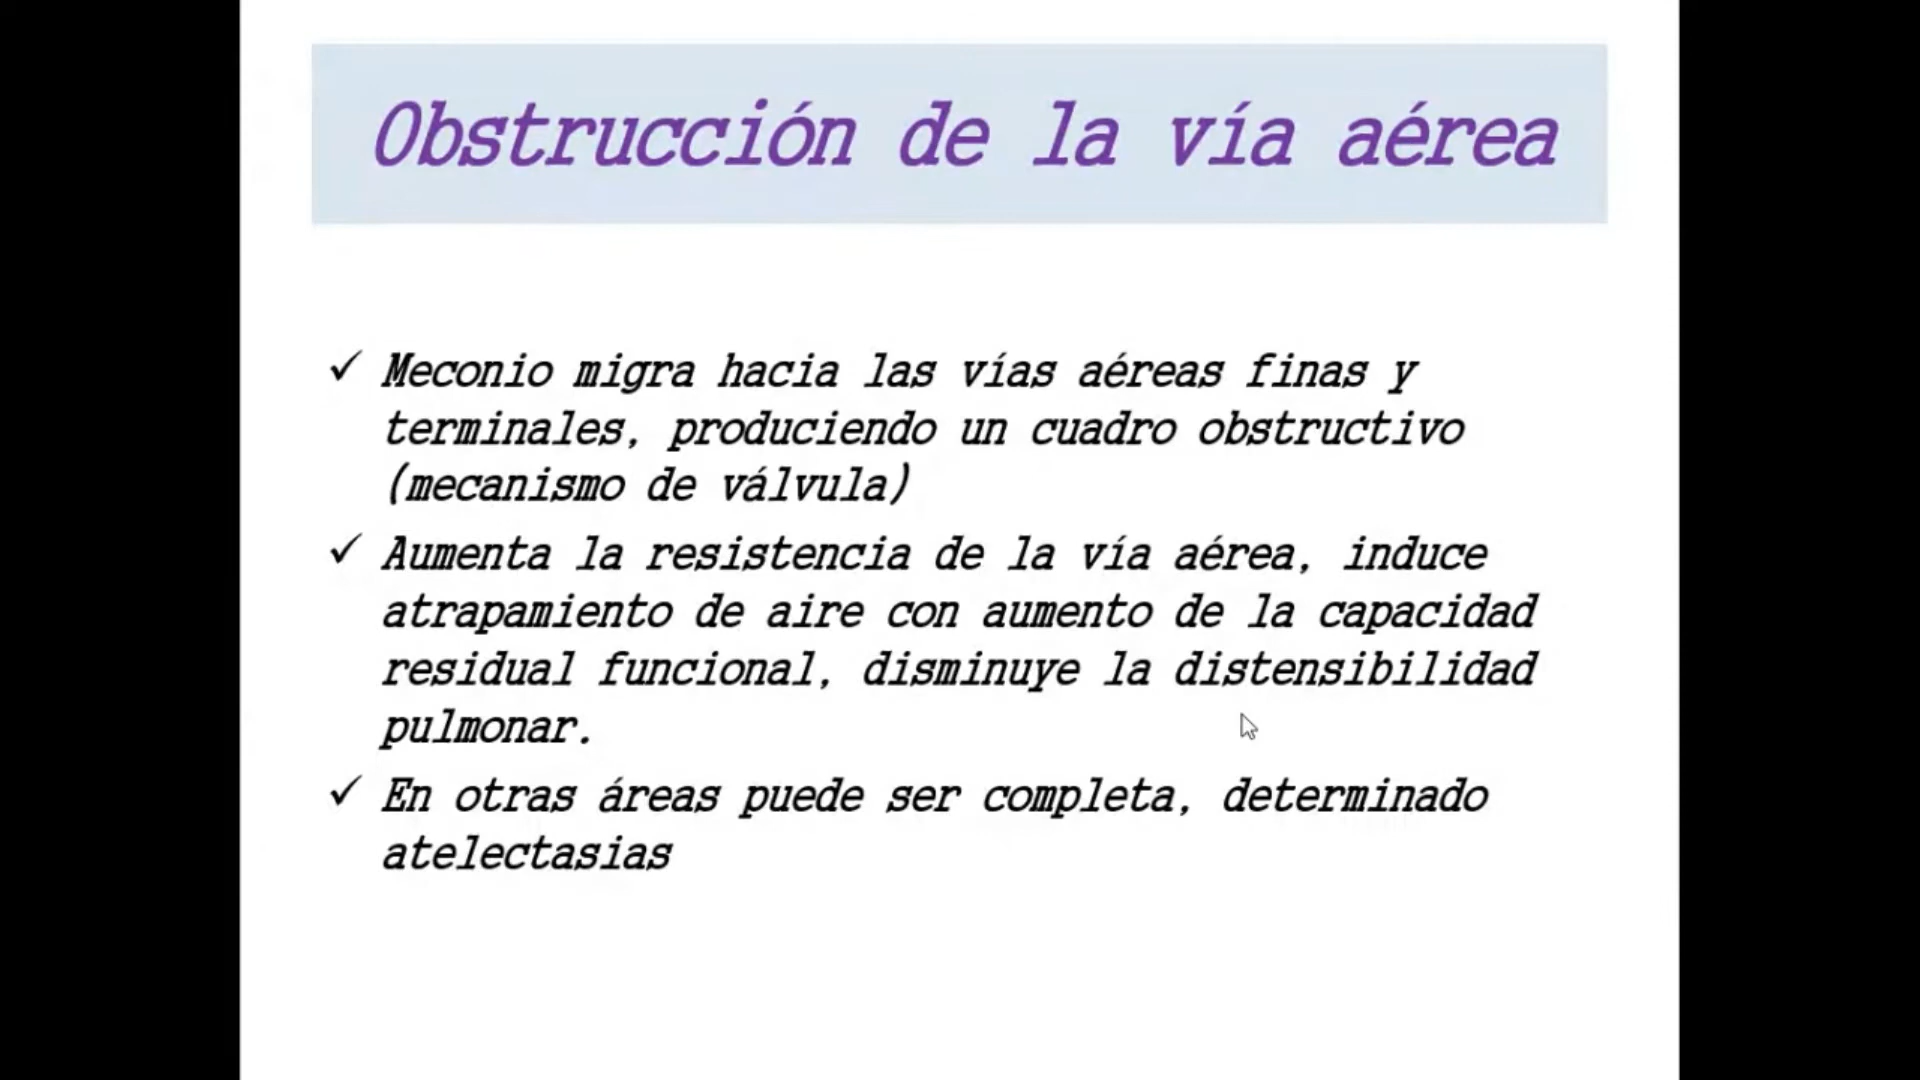 Obstrucción de la vía aérea
✓ Meconio migra hacia las vías aéreas finas y
terminales, produciendo un cuadro obstructivo
(mecanismo de válvula)
✓ Aumenta la resistencia de la vía aérea, induce
atrapamiento de aire con aumento de la capacidad
residual funcional, disminuye la distensibilidad
pulmonar.
✓ En otras áreas puede ser completa, determinado
atelectasias